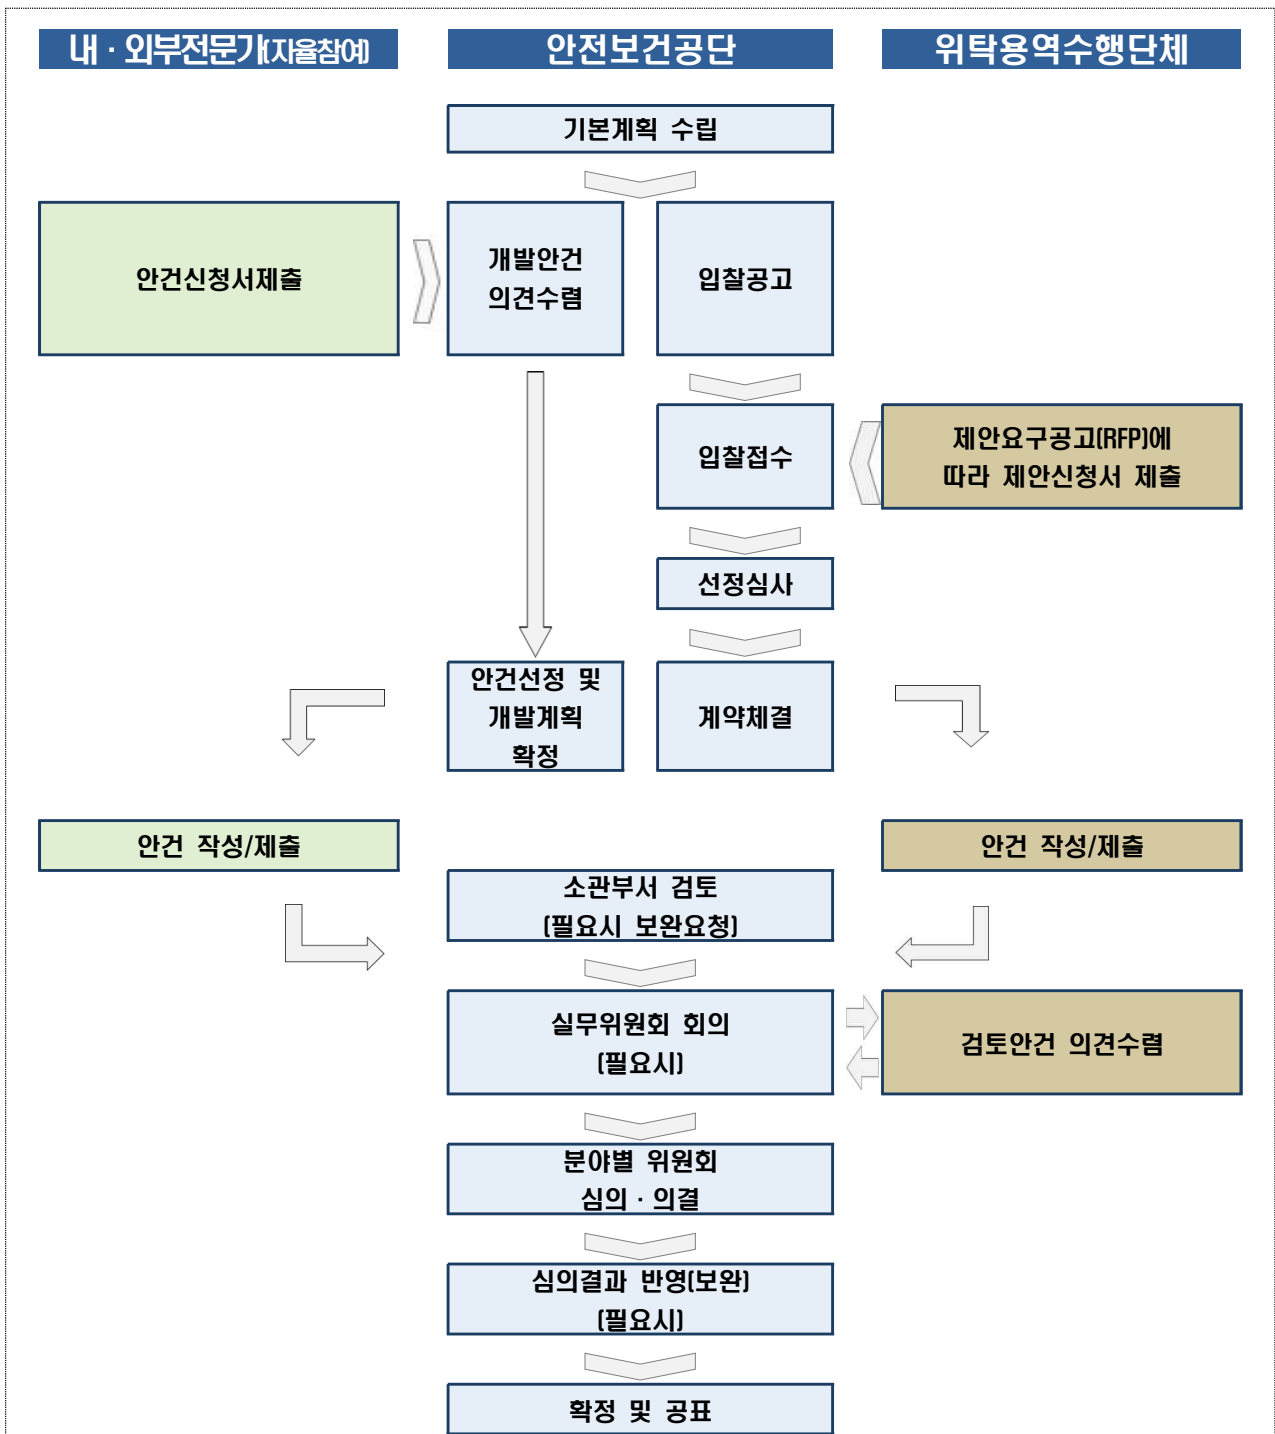 내 · 외부전문가(자율참여)
안전보건공단
위탁용역수행단체
기본계획 수립
안건신청서제출
개발안건
의견수렴
입찰공고
입찰접수
제안요구공고(RFP)에
따라 제안신청서 제출
선정심사
안건선정 및
개발계획
확정
계약체결
안건 작성/제출
안건 작성/제출
소관부서 검토
(필요시 보완요청)
실무위원회 회의
(필요시)
검토안건 의견수렴
분야별 위원회
심의 · 의결
심의결과 반영(보완)
(필요시)
확정 및 공표